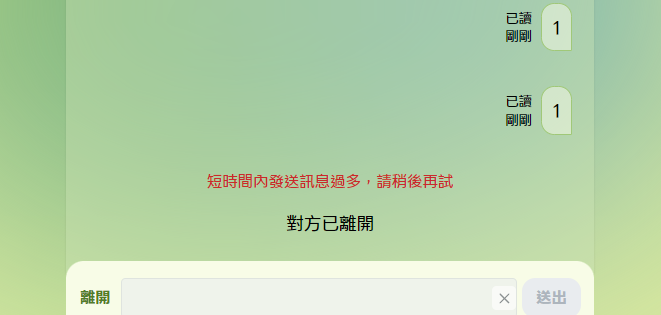 已讀
剛剛
1
已讀
剛剛
1
短時間內發送訊息過多，請稍後再試
對方已離開
離開
送出